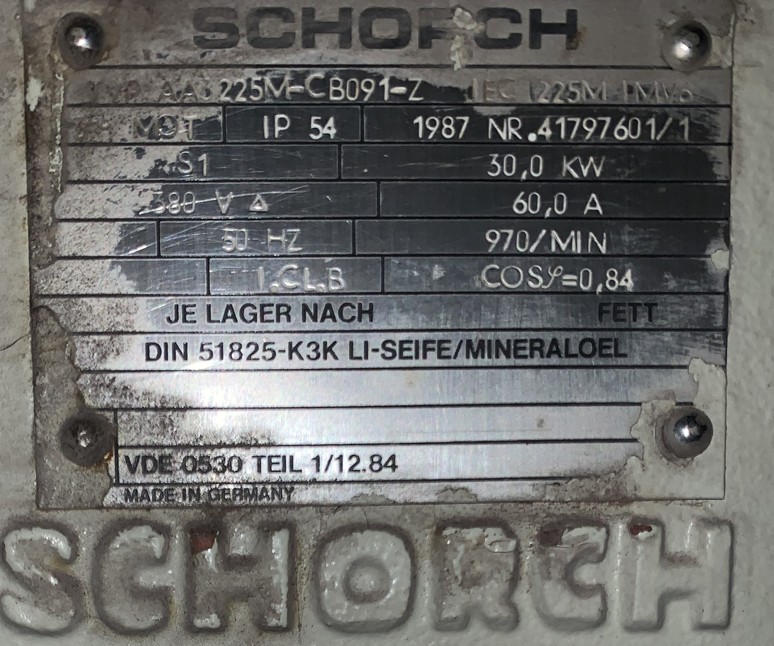 SCHORCH
225M-CB091-Z IEC 225M
MOT IP 54 1987 NR.41797601/1
S1 30,0 KW
380 V △ 60,0 A
50 HZ 970/MIN
I.CL.B COSφ=0,84
JE LAGER NACH FETT
DIN 51825-K3K LI-SEIFE/MINERALOEL
VDE 0530 TEIL 1/12.84
MADE IN GERMANY
SCHORCH